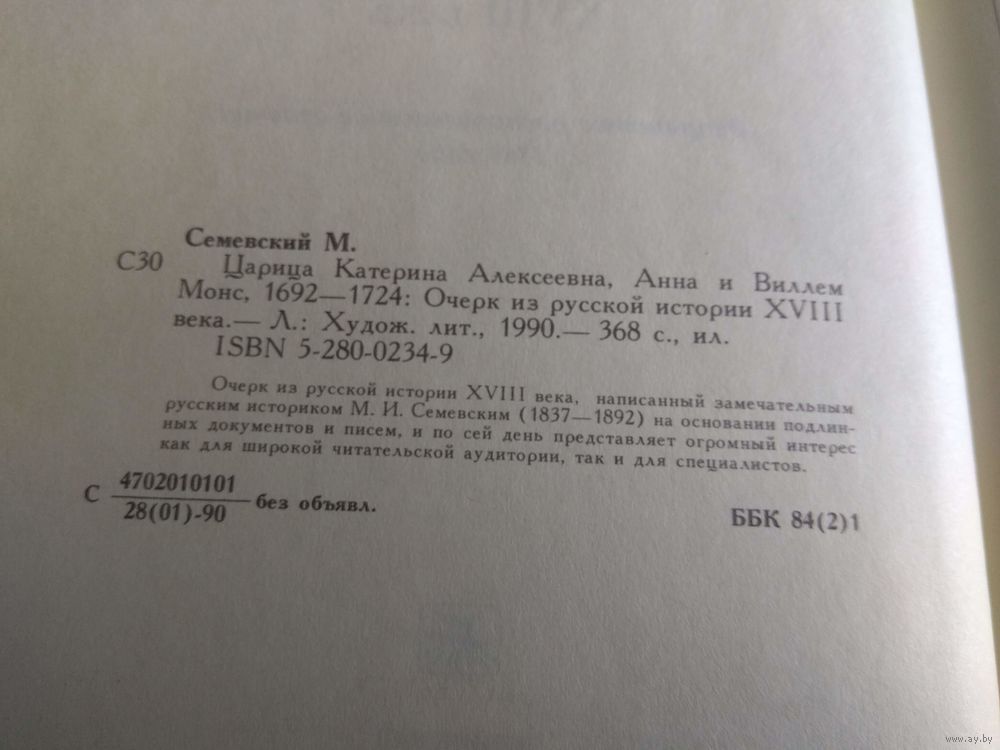 Семевский М.
С30 Царица Катерина Алексеевна, Анна и Виллем
Монс, 1692—1724: Очерк из русской истории XVIII
века.— Л.: Худож. лит., 1990.— 368 с., ил.
ISBN 5-280-0234-9
Очерк из русской истории XVIII века, написанный замечательным
русским историком М. И. Семевским (1837—1892) на основании подлин-
ных документов и писем, и по сей день представляет огромный интерес
как для широкой читательской аудитории, так и для специалистов.
С 4702010101
28(01)-90 без объявл.
ББК 84(2)1
www.ay.by